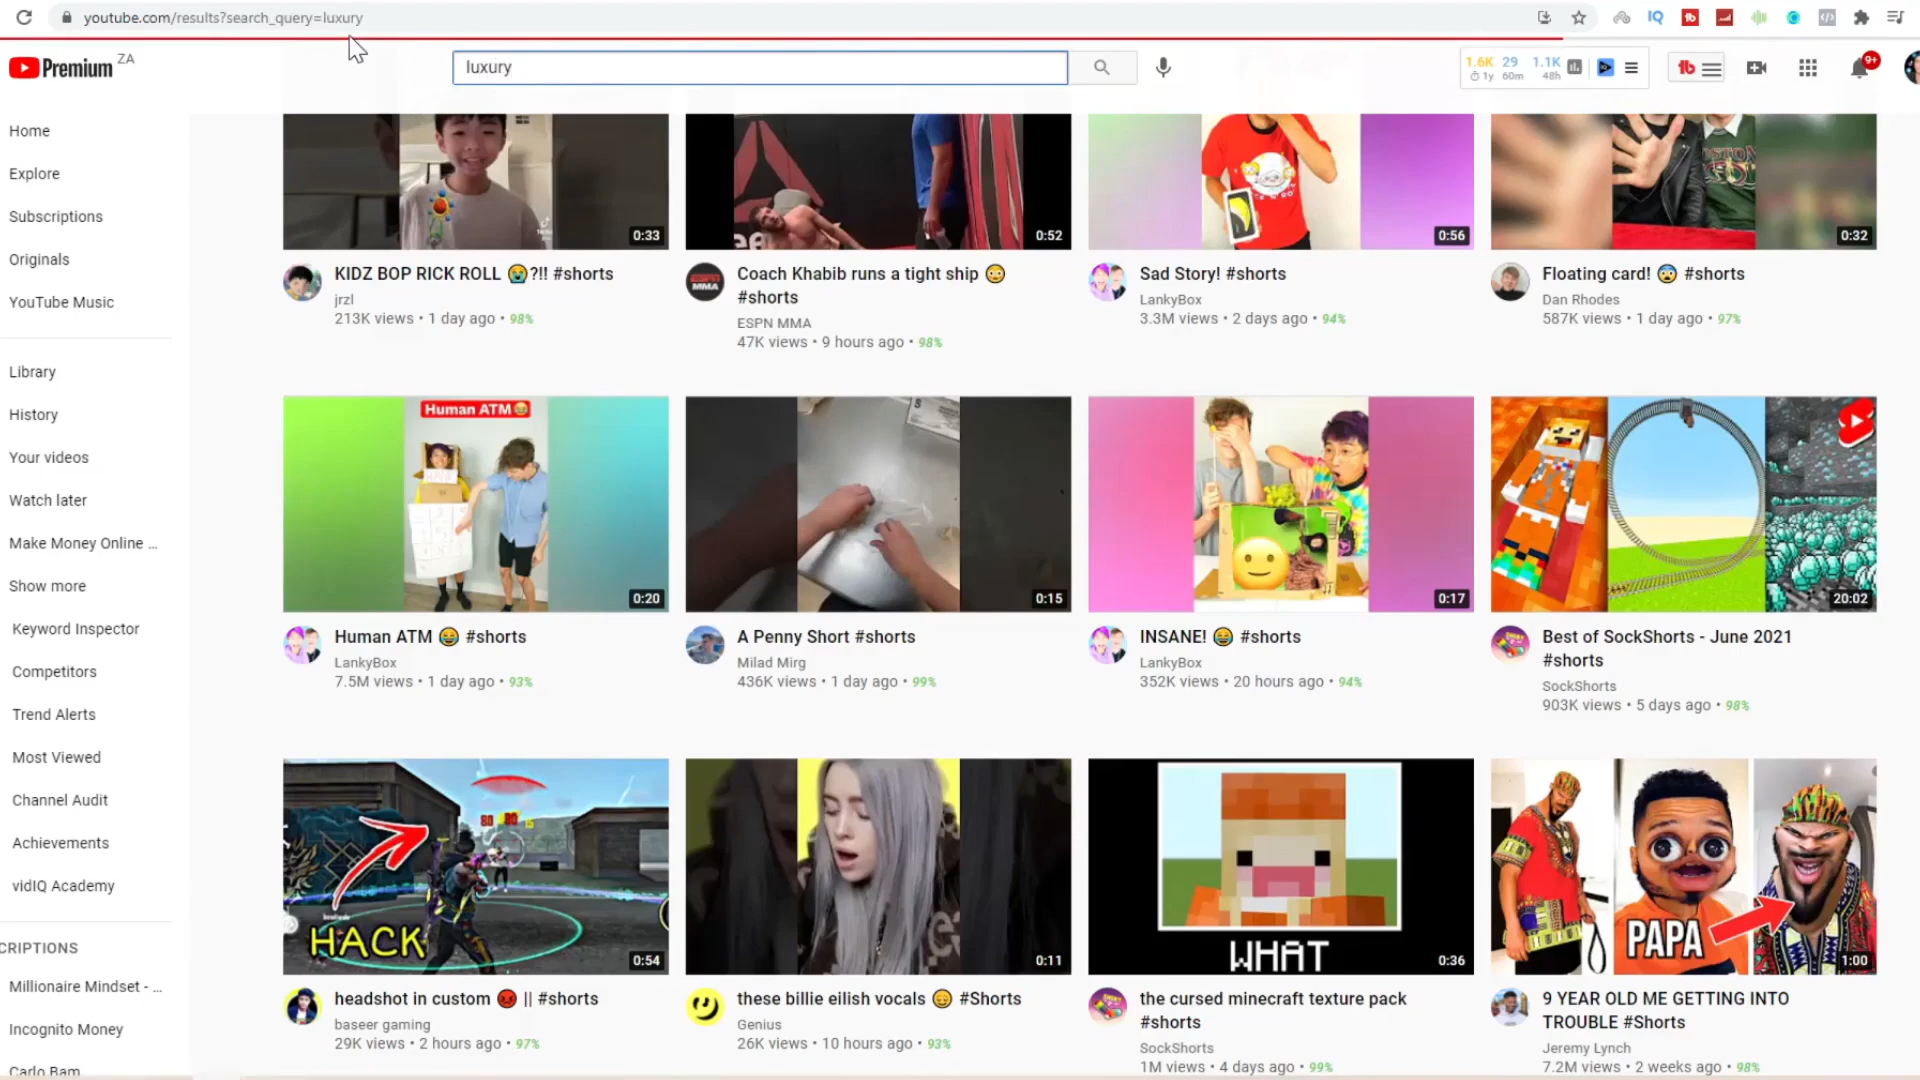 youtube.com/results?search_query=luxury
IQ
Premium ZA
luxury
1.6K 29 1.1K
1y 60m 48h
9+
Home
Explore
Subscriptions
Originals
YouTube Music
Library
History
Your videos
Watch later
Make Money Online ...
Show more
Keyword Inspector
Competitors
Trend Alerts
Most Viewed
Channel Audit
Achievements
vidIQ Academy
CRIPTIONS
Millionaire Mindset - ...
Incognito Money
Carlo Bam
0:33
0:52
0:56
0:32
KIDZ BOP RICK ROLL 😭?!! #shorts
jrzl
213K views • 1 day ago • 98%
Coach Khabib runs a tight ship 😳
#shorts
ESPN MMA
47K views • 9 hours ago • 98%
Sad Story! #shorts
LankyBox
3.3M views • 2 days ago • 94%
Floating card! 😨 #shorts
Dan Rhodes
587K views • 1 day ago • 97%
Human ATM😂
0:20
0:15
0:17
20:02
Human ATM 😂 #shorts
LankyBox
7.5M views • 1 day ago • 93%
A Penny Short #shorts
Milad Mirg
436K views • 1 day ago • 99%
INSANE! 😂 #shorts
LankyBox
352K views • 20 hours ago • 94%
Best of SockShorts - June 2021
#shorts
SockShorts
903K views • 5 days ago • 98%
HACK
0:54
0:11
WHAT
0:36
PAPA
1:00
headshot in custom 😡 || #shorts
baseer gaming
29K views • 2 hours ago • 97%
these billie eilish vocals 😌 #Shorts
Genius
26K views • 10 hours ago • 93%
the cursed minecraft texture pack
#shorts
SockShorts
1M views • 4 days ago • 99%
9 YEAR OLD ME GETTING INTO
TROUBLE #Shorts
Jeremy Lynch
7.2M views • 2 weeks ago • 98%